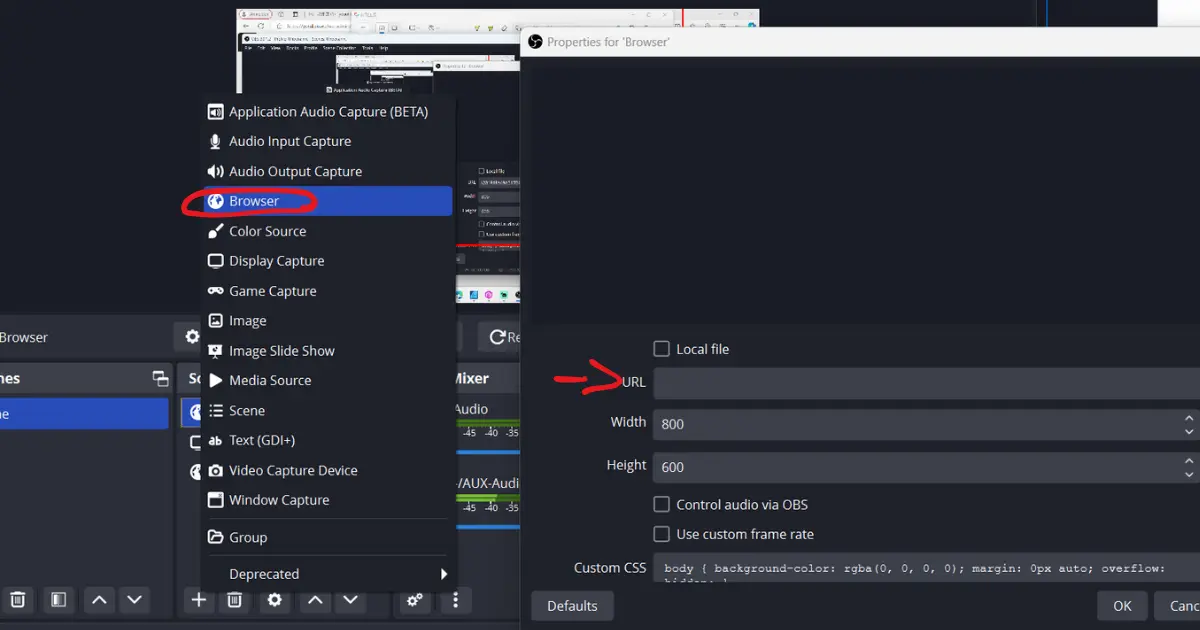 Properties for 'Browser'
Application Audio Capture (BETA)
Audio Input Capture
Audio Output Capture
Browser
Color Source
Display Capture
Game Capture
Image
Image Slide Show
Media Source
Scene
Text (GDI+)
Video Capture Device
Window Capture
Group
Deprecated
Browser
Re
nes
Sc
Mixer
e
Audio
-45 -40 -35
-/AUX-Audi
-45 -40 -35
Local file
URL
Width 800
Height 600
Control audio via OBS
Use custom frame rate
Custom CSS body { background-color: rgba(0, 0, 0, 0); margin: 0px auto; overflow:
hidden; }
Defaults OK Canc